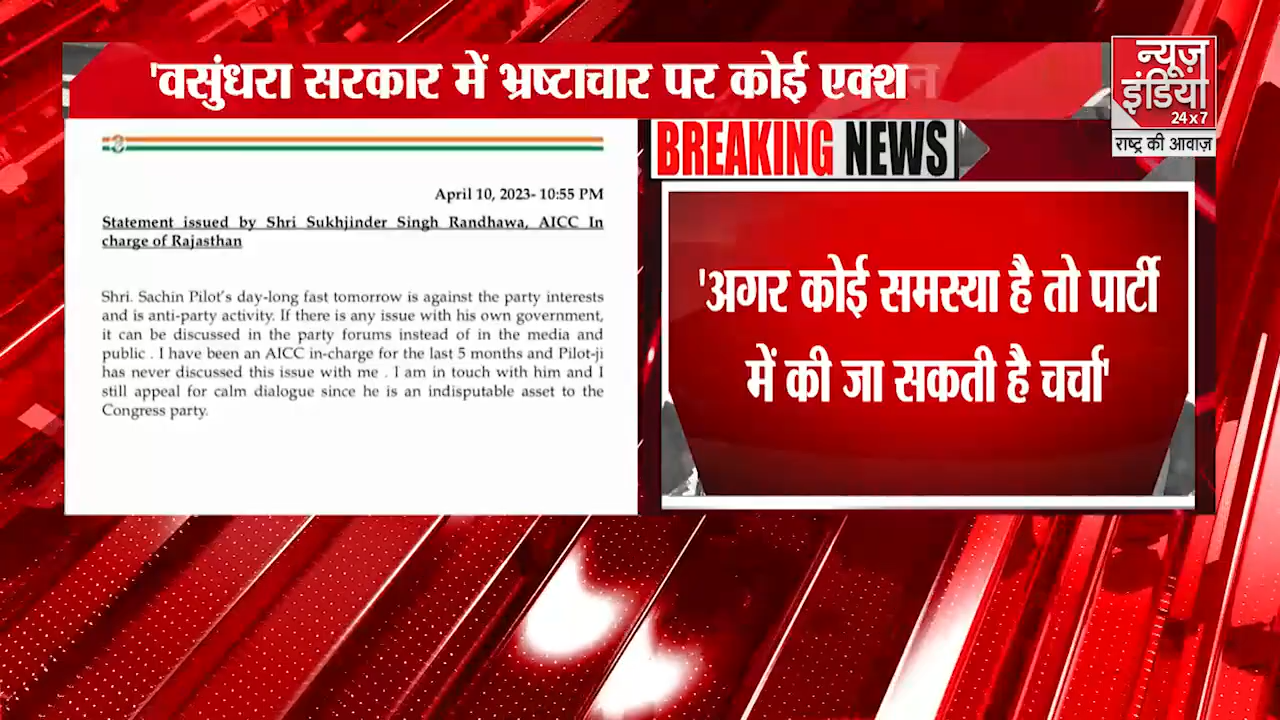 'वसुंधरा सरकार में भ्रष्टाचार पर कोई एक्शन
न्यूज़
इंडिया
24x7
राष्ट्र की आवाज़
BREAKING NEWS
April 10, 2023- 10:55 PM
Statement issued by Shri Sukhjinder Singh Randhawa, AICC In
charge of Rajasthan
Shri. Sachin Pilot's day-long fast tomorrow is against the party interests
and is anti-party activity. If there is any issue with his own government,
it can be discussed in the party forums instead of in the media and
public . I have been an AICC in-charge for the last 5 months and Pilot-ji
has never discussed this issue with me . I am in touch with him and I
still appeal for calm dialogue since he is an indisputable asset to the
Congress party.
'अगर कोई समस्या है तो पार्टी
में की जा सकती है चर्चा'